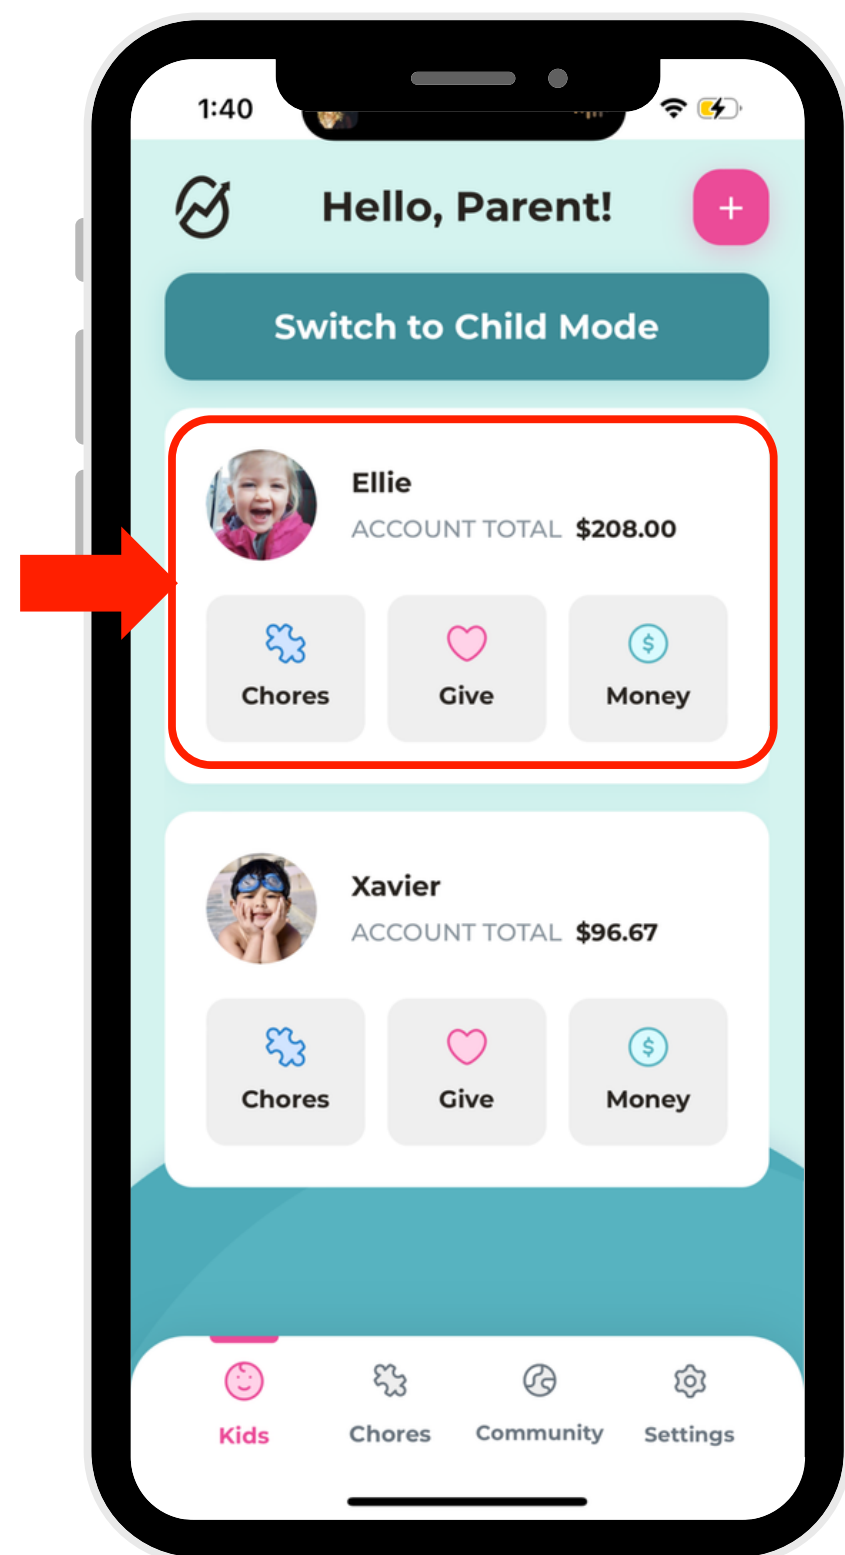 1:40
Hello, Parent!
+
Switch to Child Mode
Ellie
ACCOUNT TOTAL $208.00
Chores Give Money
Xavier
ACCOUNT TOTAL $96.67
Chores Give Money
Kids Chores Community Settings